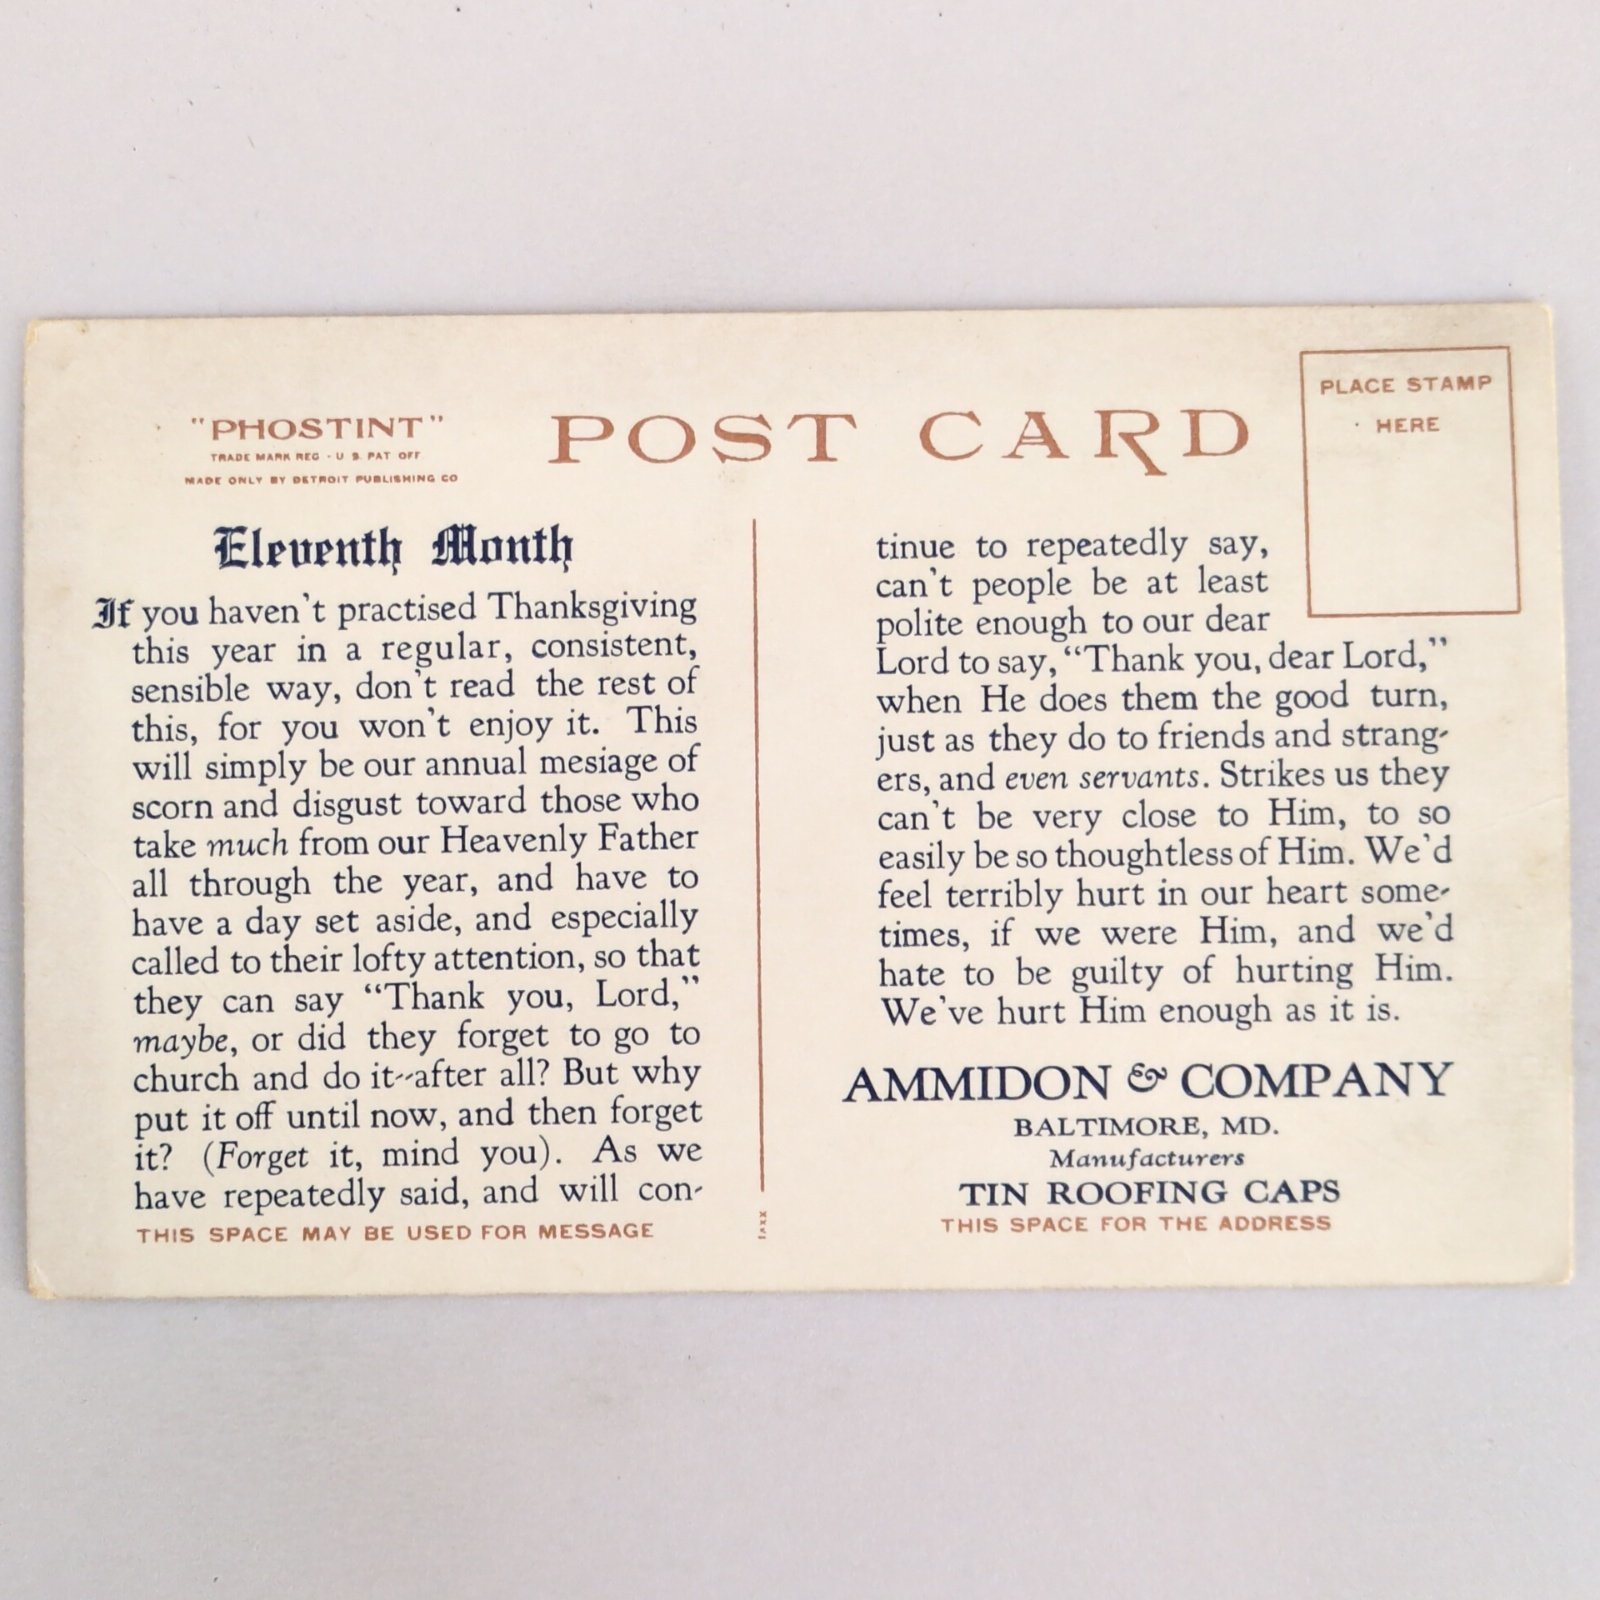 "PHOSTINT"
TRADE MARK REG · U S. PAT OFF
MADE ONLY BY DETROIT PUBLISHING CO
POST CARD
PLACE STAMP
HERE
Eleventh Month
If you haven't practised Thanksgiving
this year in a regular, consistent,
sensible way, don't read the rest of
this, for you won't enjoy it. This
will simply be our annual mesiage of
scorn and disgust toward those who
take much from our Heavenly Father
all through the year, and have to
have a day set aside, and especially
called to their lofty attention, so that
they can say "Thank you, Lord,"
maybe, or did they forget to go to
church and do it--after all? But why
put it off until now, and then forget
it? (Forget it, mind you). As we
have repeatedly said, and will con-
THIS SPACE MAY BE USED FOR MESSAGE
tinue to repeatedly say,
can't people be at least
polite enough to our dear
Lord to say, "Thank you, dear Lord,"
when He does them the good turn,
just as they do to friends and strang-
ers, and even servants. Strikes us they
can't be very close to Him, to so
easily be so thoughtless of Him. We'd
feel terribly hurt in our heart some-
times, if we were Him, and we'd
hate to be guilty of hurting Him.
We've hurt Him enough as it is.
AMMIDON & COMPANY
BALTIMORE, MD.
Manufacturers
TIN ROOFING CAPS
THIS SPACE FOR THE ADDRESS